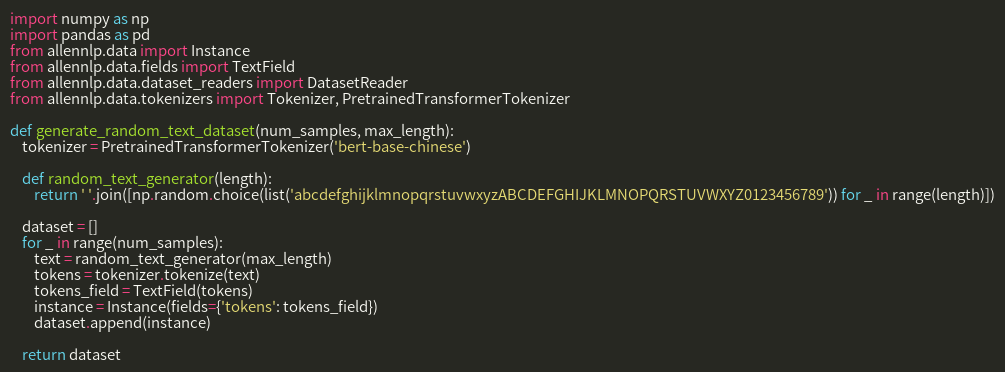 import numpy as np
import pandas as pd
from allennlp.data import Instance
from allennlp.data.fields import TextField
from allennlp.data.dataset_readers import DatasetReader
from allennlp.data.tokenizers import Tokenizer, PretrainedTransformerTokenizer
def generate_random_text_dataset(num_samples, max_length):
tokenizer = PretrainedTransformerTokenizer('bert-base-chinese')
def random_text_generator(length):
return ' '.join([np.random.choice(list('abcdefghijklmnopqrstuvwxyzABCDEFGHIJKLMNOPQRSTUVWXYZ0123456789')) for _ in range(length)])
dataset = []
for _ in range(num_samples):
text = random_text_generator(max_length)
tokens = tokenizer.tokenize(text)
tokens_field = TextField(tokens)
instance = Instance(fields={'tokens': tokens_field})
dataset.append(instance)
return dataset